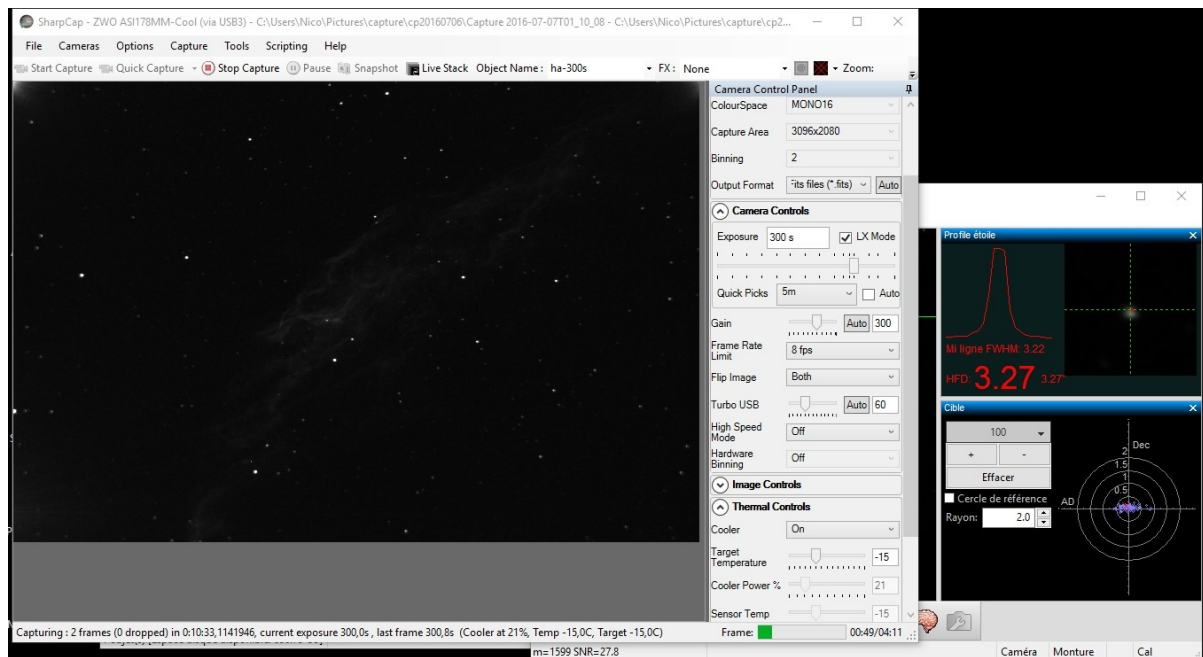 SharpCap - ZWO ASI178MM-Cool (via USB3) - C:\Users\Nico\Pictures\capture\cp20160706\Capture 2016-07-07T01_10_08 - C:\Users\Nico\Pictures\capture\cp2...
File Cameras Options Capture Tools Scripting Help
Start Capture Quick Capture Stop Capture Pause Snapshot Live Stack Object Name : ha-300s FX : None Zoom:
Camera Control Panel
ColourSpace MONO16
Capture Area 3096x2080
Binning 2
Output Format Fits files (*.fits) Auto
Camera Controls
Exposure 300 s LX Mode
Quick Picks 5m Auto
Gain Auto 300
Frame Rate Limit 8 fps
Flip Image Both
Turbo USB Auto 60
High Speed Mode Off
Hardware Binning Off
Image Controls
Thermal Controls
Cooler On
Target Temperature -15
Cooler Power % 21
Sensor Temp -15
Capturing : 2 frames (0 dropped) in 0:10:33,1141946, current exposure 300,0s , last frame 300,8s (Cooler at 21%, Temp -15,0C, Target -15,0C) Frame: 00:49/04:11
Profile étoile
Mi ligne FWHM: 3.22
HFD: 3.27 3.27"
Cible
100
+ -
Effacer
Cercle de référence
Rayon: 2.0
Dec
2
1.5
1
0.5
AD
m=1599 SNR=27.8
Caméra Monture Cal